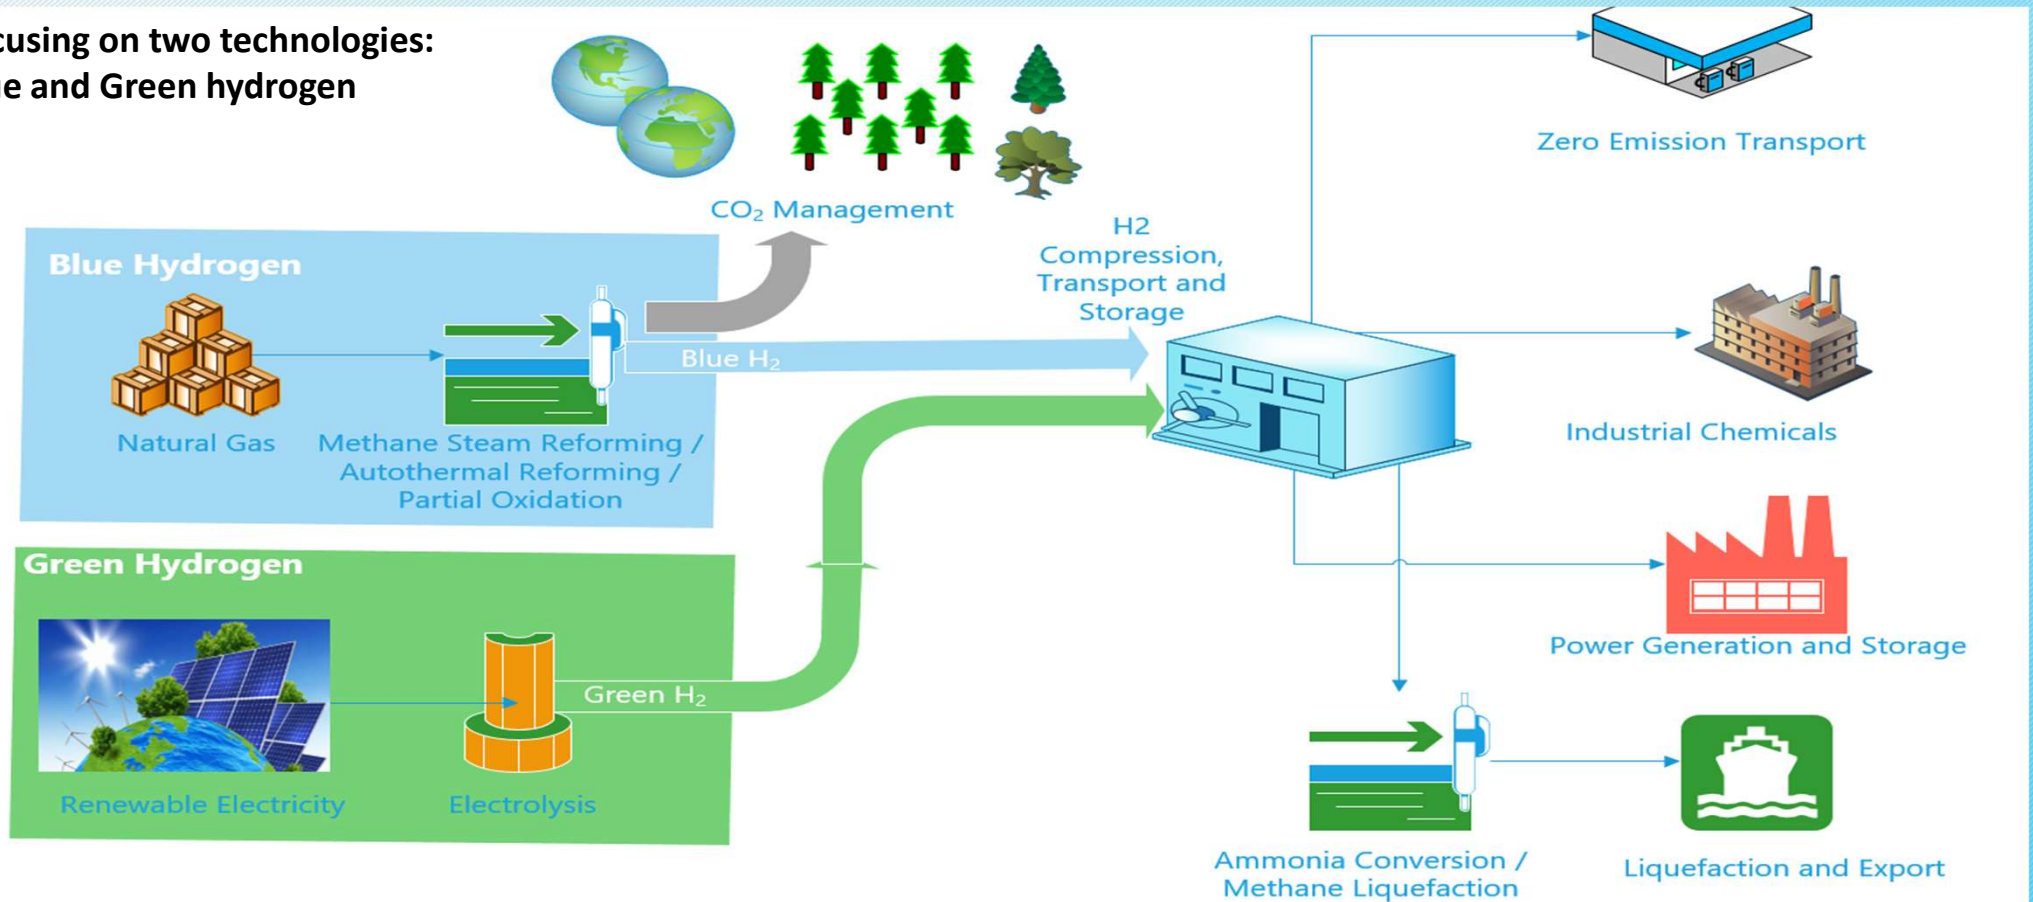 cusing on two technologies:
and Green hydrogen
CO₂ Management
H2
Compression,
Transport and
Storage
Zero Emission Transport
Blue Hydrogen
Blue H₂
Natural Gas
Methane Steam Reforming /
Autothermal Reforming /
Partial Oxidation
Industrial Chemicals
Green Hydrogen
Green H₂
Renewable Electricity
Electrolysis
Power Generation and Storage
Ammonia Conversion /
Methane Liquefaction
Liquefaction and Export